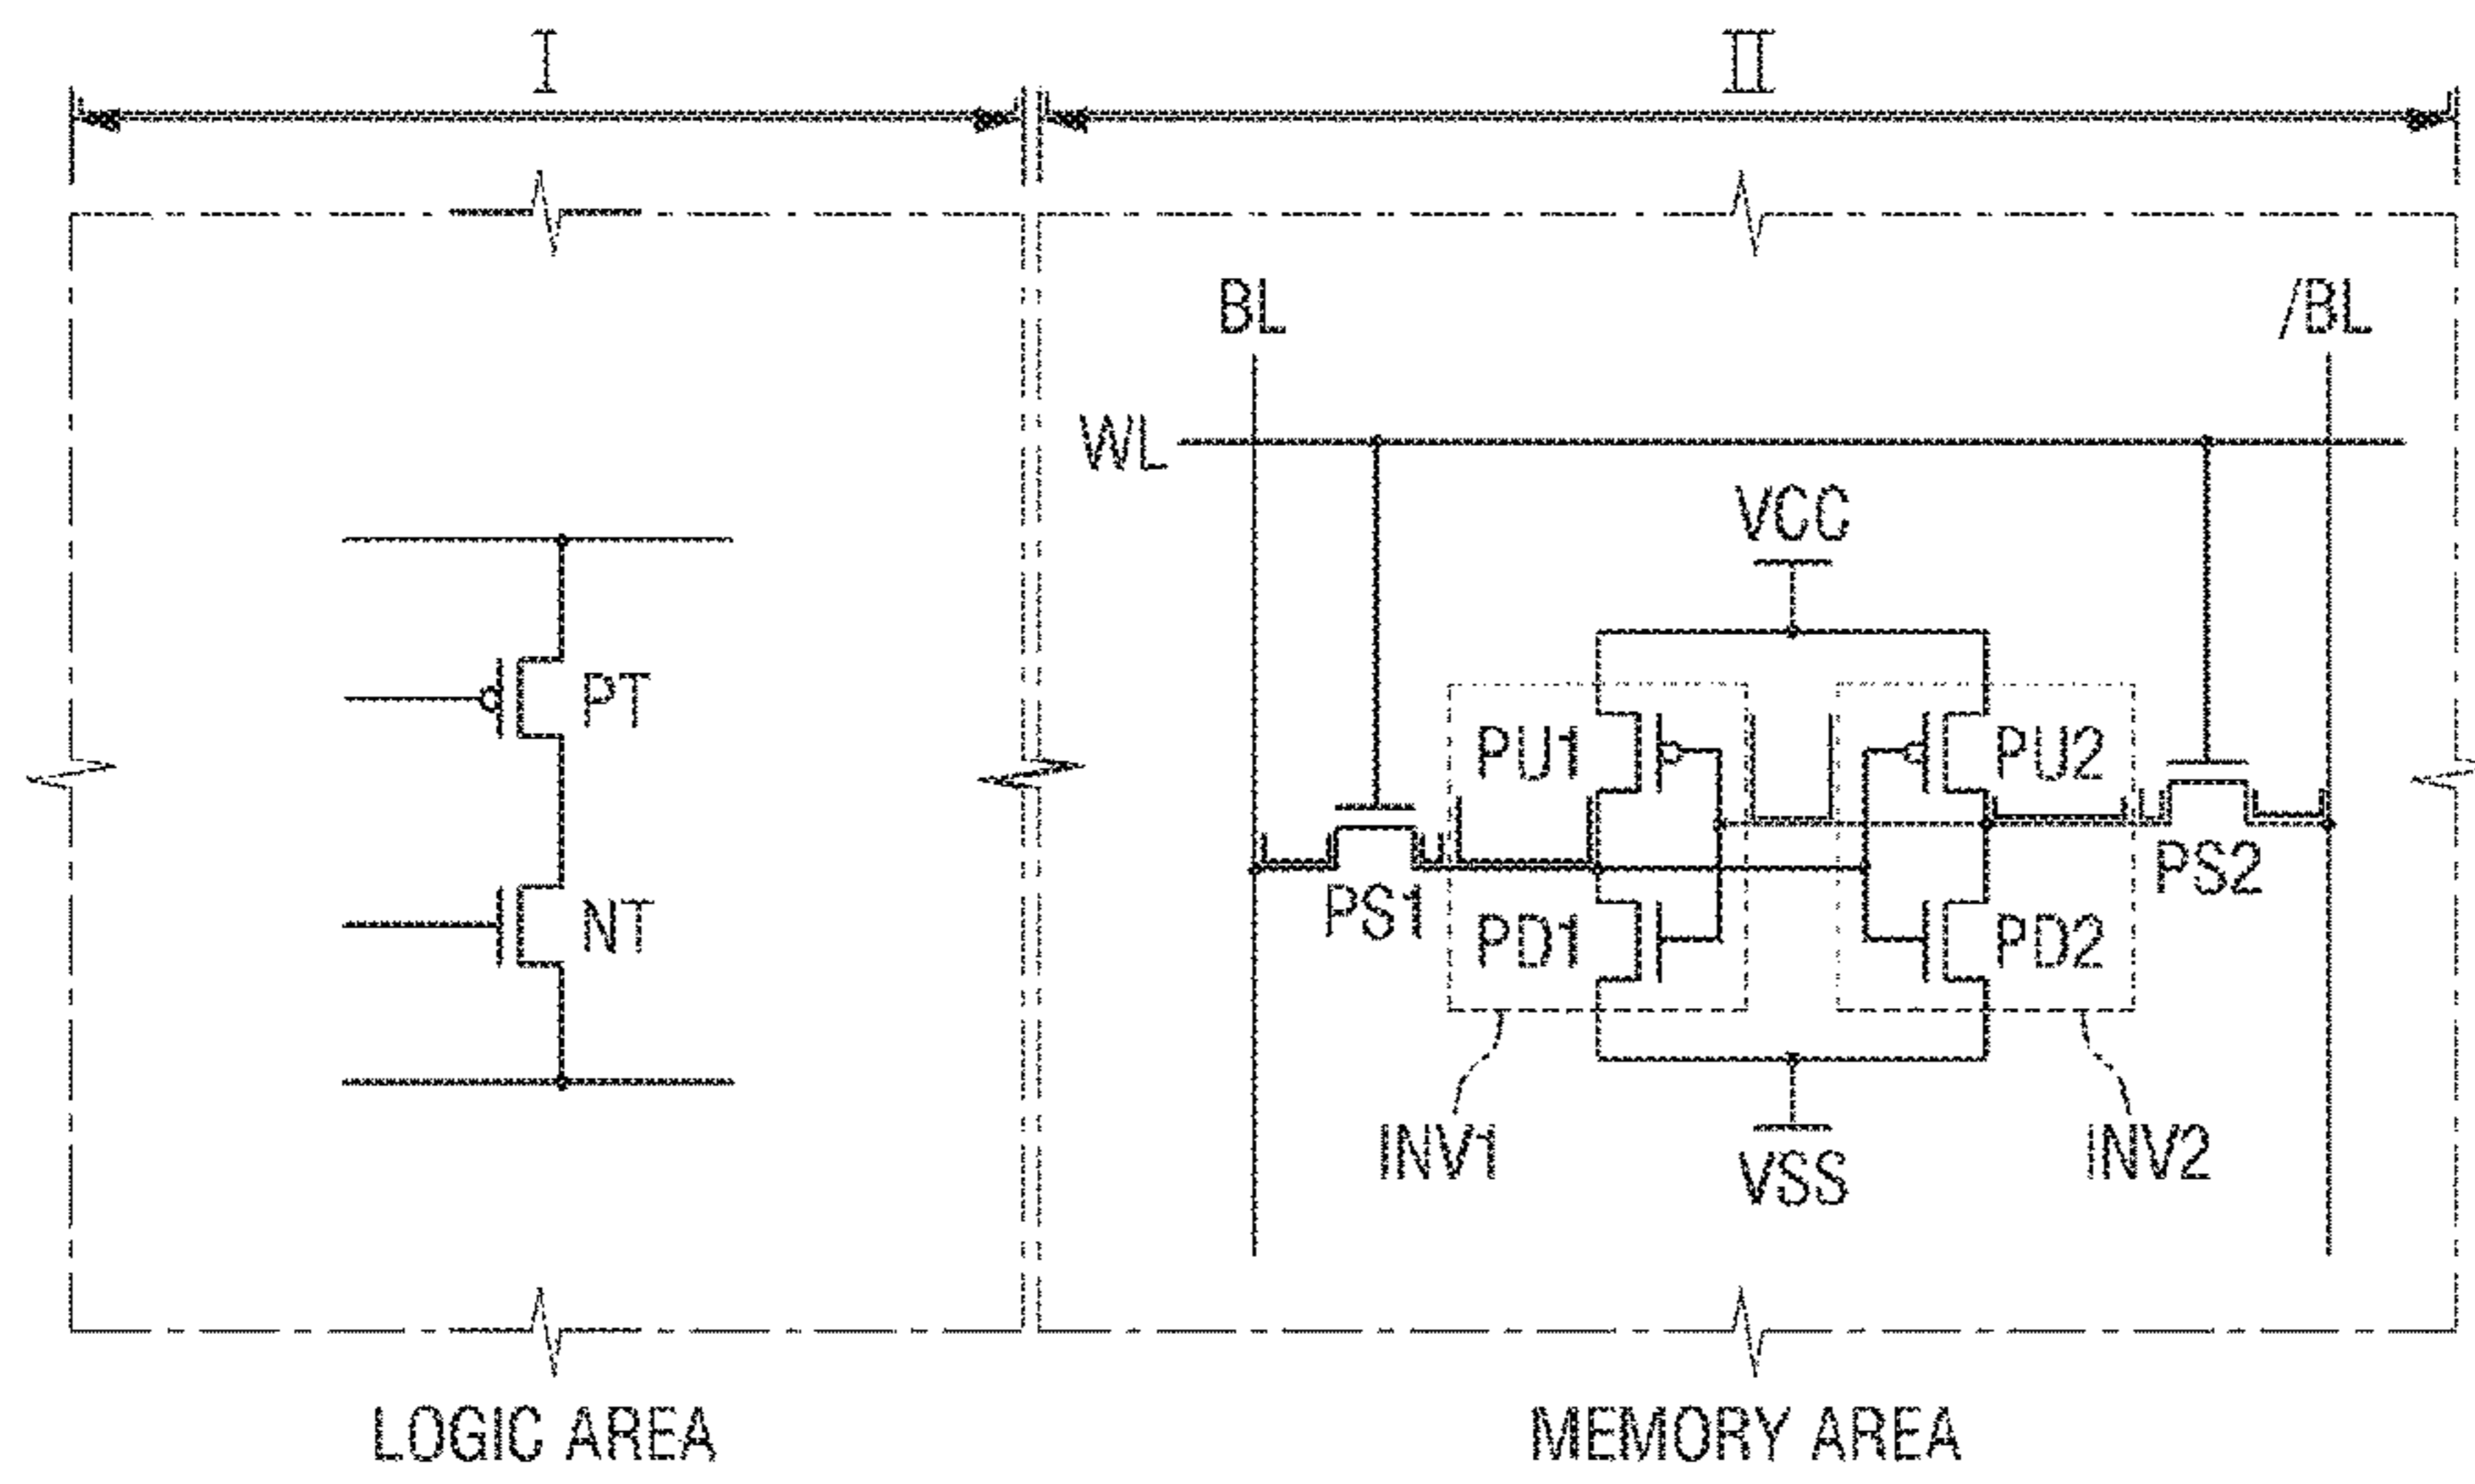 I
II
BL
/BL
WL
VCC
PT
PU1
PU2
PS1
PS2
NT
PD1
PD2
INV1
VSS
INV2
LOGIC AREA
MEMORY AREA